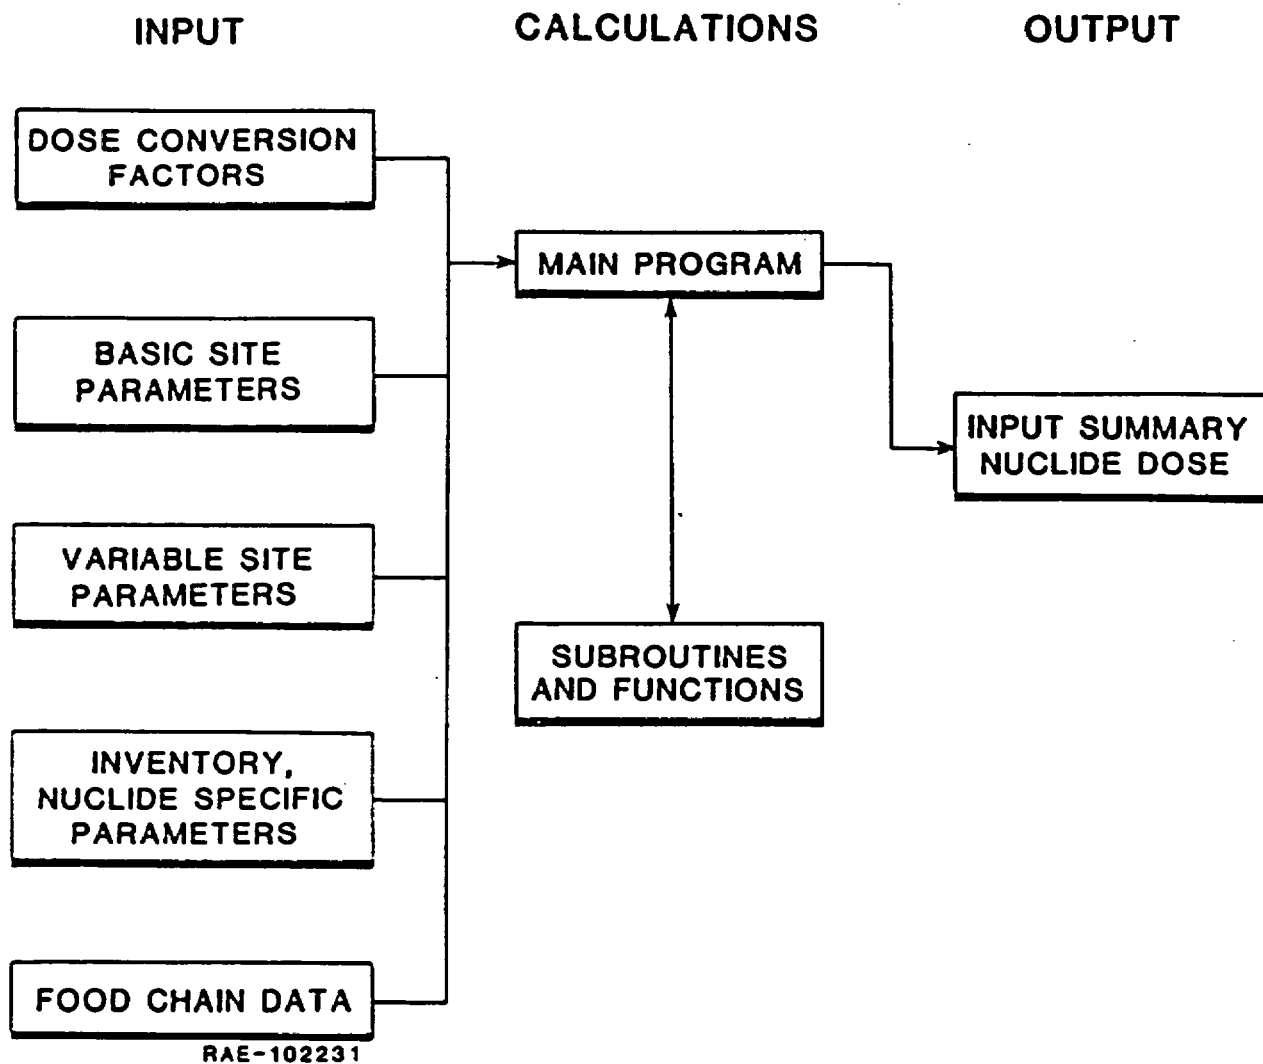 INPUT
CALCULATIONS
OUTPUT
DOSE CONVERSION
FACTORS
BASIC SITE
PARAMETERS
VARIABLE SITE
PARAMETERS
INVENTORY,
NUCLIDE SPECIFIC
PARAMETERS
FOOD CHAIN DATA
RAE-102231
MAIN PROGRAM
SUBROUTINES
AND FUNCTIONS
INPUT SUMMARY
NUCLIDE DOSE